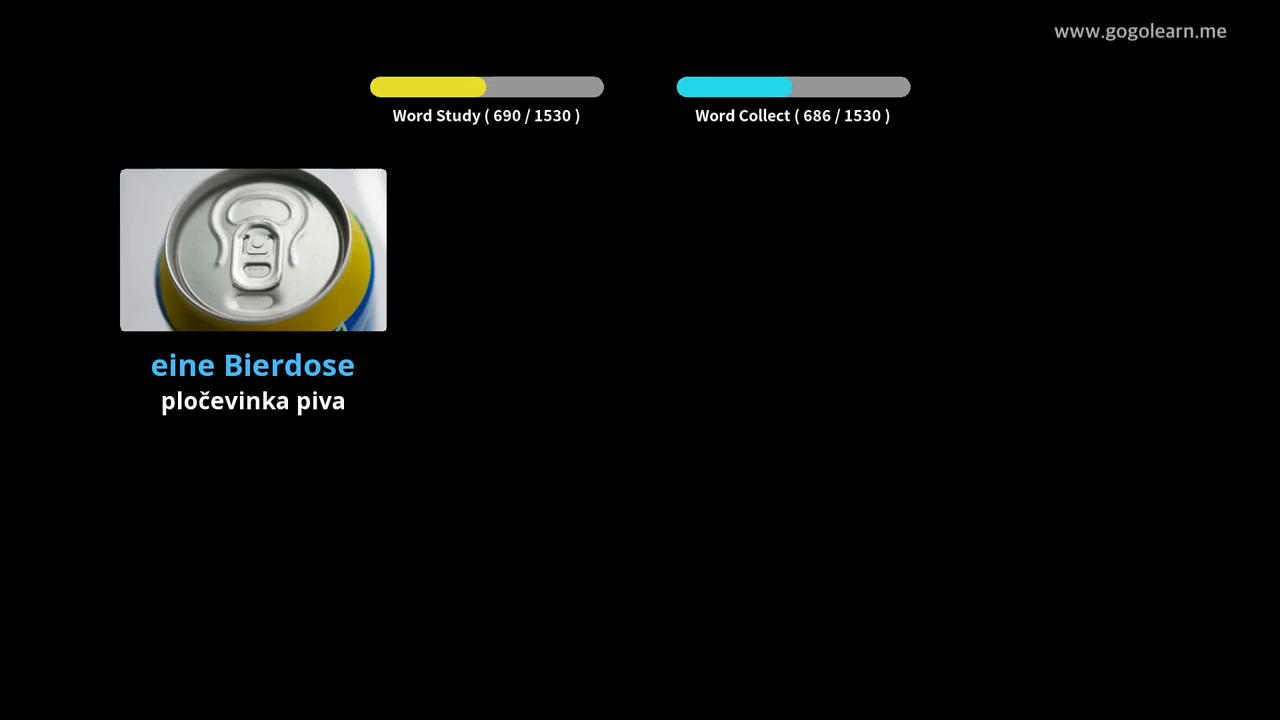 www.gogolearn.me
Word Study ( 690 / 1530 )
Word Collect ( 686 / 1530 )
eine Bierdose
pločevinka piva